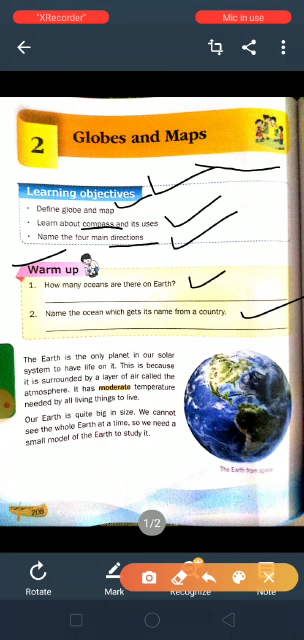 "XRecorder"
Mic in use
2
Globes and Maps
Learning objectives
• Define globe and map
• Learn about compass and its uses
• Name the four main directions
Warm up
1. How many oceans are there on Earth?
2. Name the ocean which gets its name from a country.
The Earth is the only planet in our solar
system to have life on it. This is because
it is surrounded by a layer of air called the
atmosphere. It has moderate temperature
needed by all living things to live.
Our Earth is quite big in size. We cannot
see the whole Earth at a time, so we need a
small model of the Earth to study it.
The Earth from space
208
1/2
Rotate
Mark
Recognize
Note